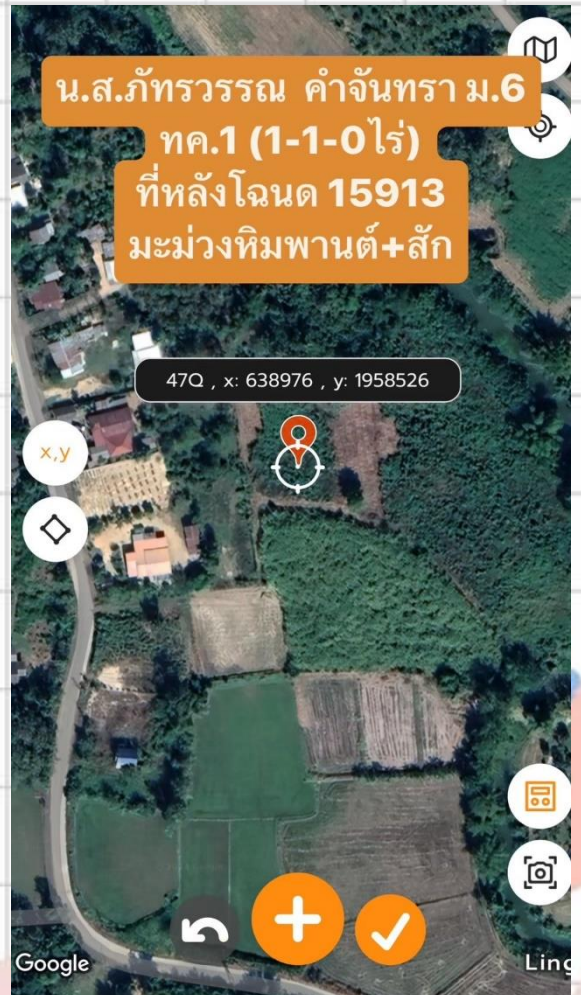 น.ส.ภัทรวรรณ คำจันทรา ม.6
ทค.1 (1-1-0ไร่)
ที่หลังโฉนด 15913
มะม่วงหิมพานต์+สัก
47Q , x: 638976 , y: 1958526
x,y
Google